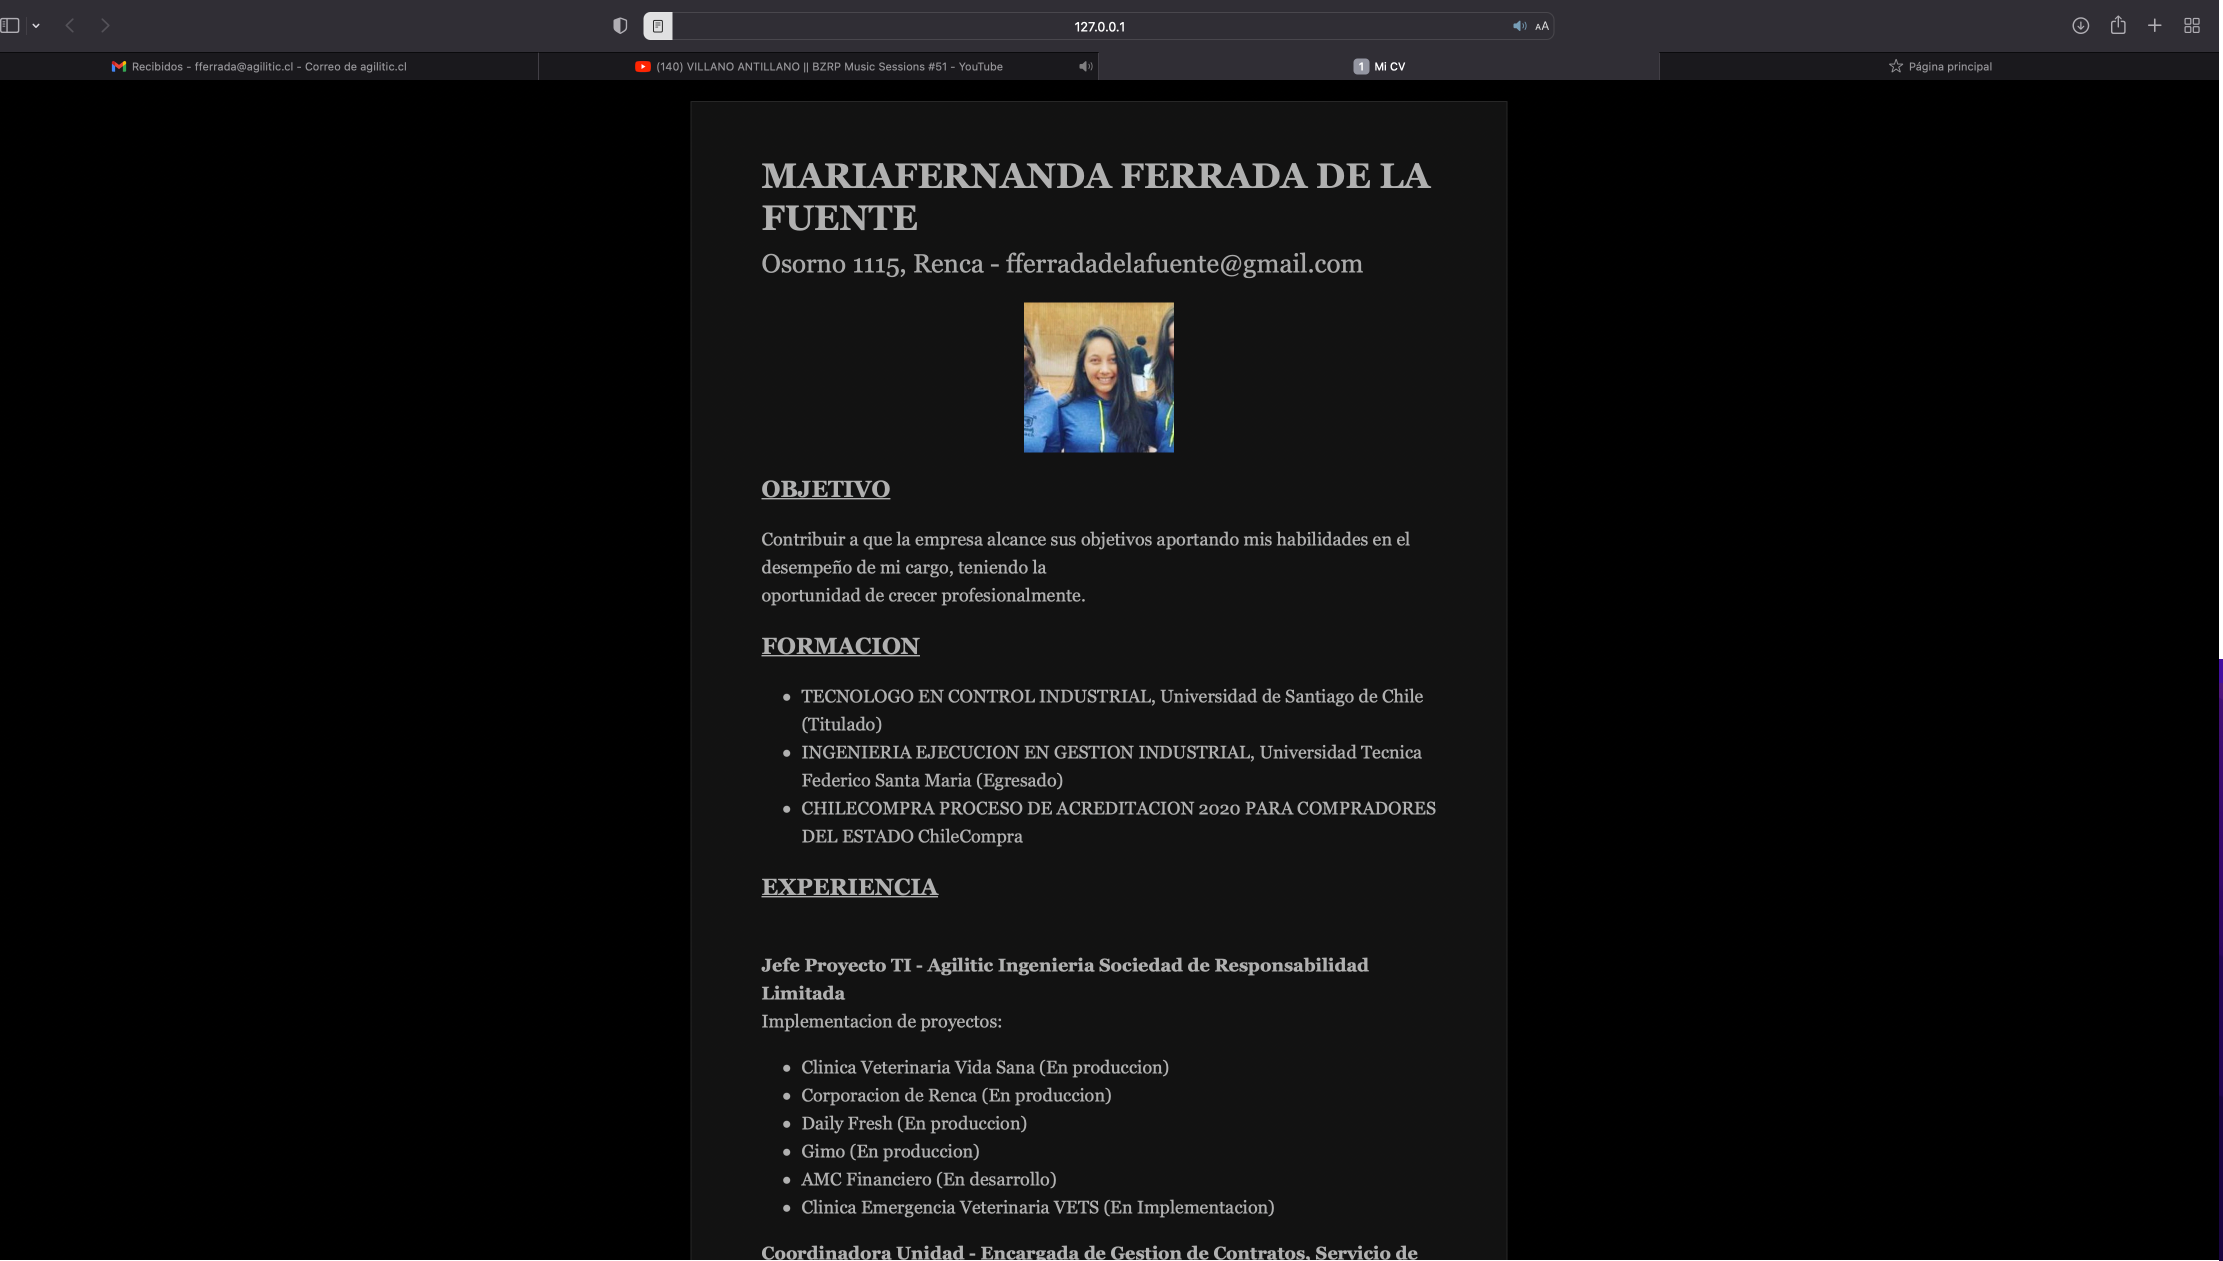 127.0.0.1
AA
Recibidos - fferrada@agilitic.cl - Correo de agilitic.cl
(140) VILLANO ANTILLANO || BZRP Music Sessions #51 - YouTube
1 Mi CV
Página principal
MARIAFERNANDA FERRADA DE LA
FUENTE
Osorno 1115, Renca - fferradadelafuente@gmail.com
OBJETIVO
Contribuir a que la empresa alcance sus objetivos aportando mis habilidades en el
desempeño de mi cargo, teniendo la
oportunidad de crecer profesionalmente.
FORMACION
• TECNOLOGO EN CONTROL INDUSTRIAL, Universidad de Santiago de Chile
(Titulado)
• INGENIERIA EJECUCION EN GESTION INDUSTRIAL, Universidad Tecnica
Federico Santa Maria (Egresado)
• CHILECOMPRA PROCESO DE ACREDITACION 2020 PARA COMPRADORES
DEL ESTADO ChileCompra
EXPERIENCIA
Jefe Proyecto TI - Agilitic Ingenieria Sociedad de Responsabilidad
Limitada
Implementacion de proyectos:
• Clinica Veterinaria Vida Sana (En produccion)
• Corporacion de Renca (En produccion)
• Daily Fresh (En produccion)
• Gimo (En produccion)
• AMC Financiero (En desarrollo)
• Clinica Emergencia Veterinaria VETS (En Implementacion)
Coordinadora Unidad - Encargada de Gestion de Contratos, Servicio de